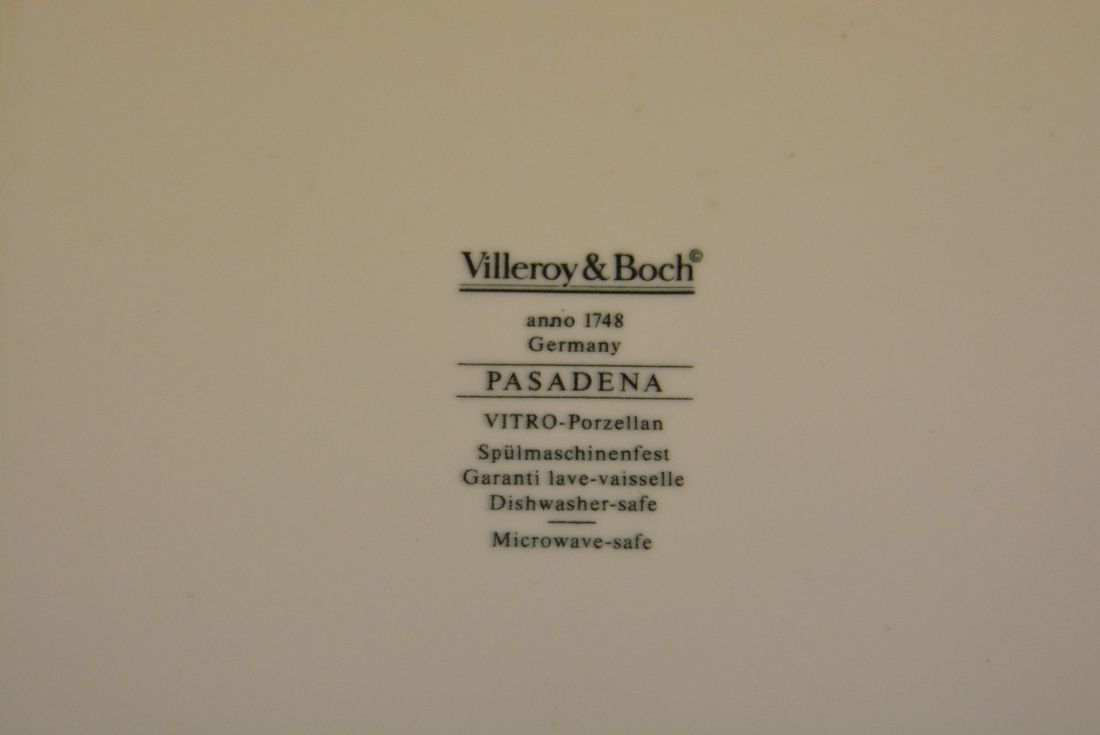 Villeroy & Boch©
anno 1748
Germany
PASADENA
VITRO-Porzellan
Spülmaschinenfest
Garanti lave-vaisselle
Dishwasher-safe
Microwave-safe